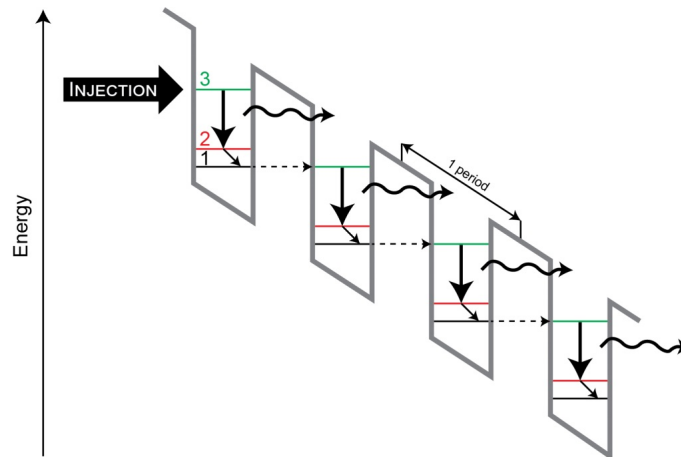 3
INJECTION
2
1
1 period
Energy